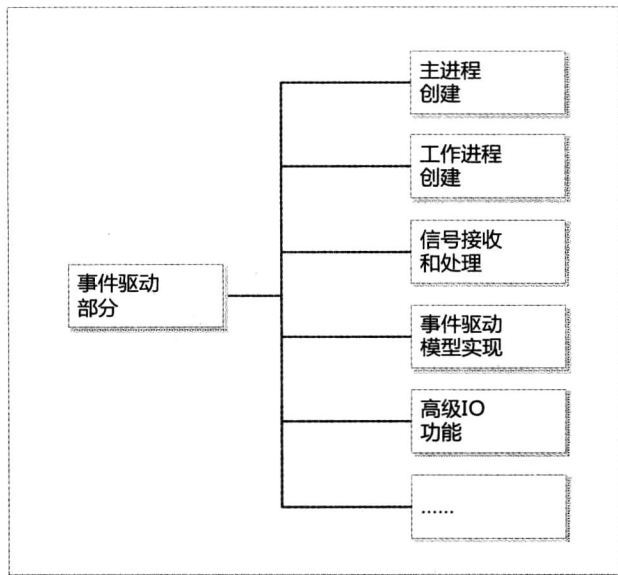 主进程
创建
工作进程
创建
信号接收
和处理
事件驱动
部分
事件驱动
模型实现
高级IO
功能
......